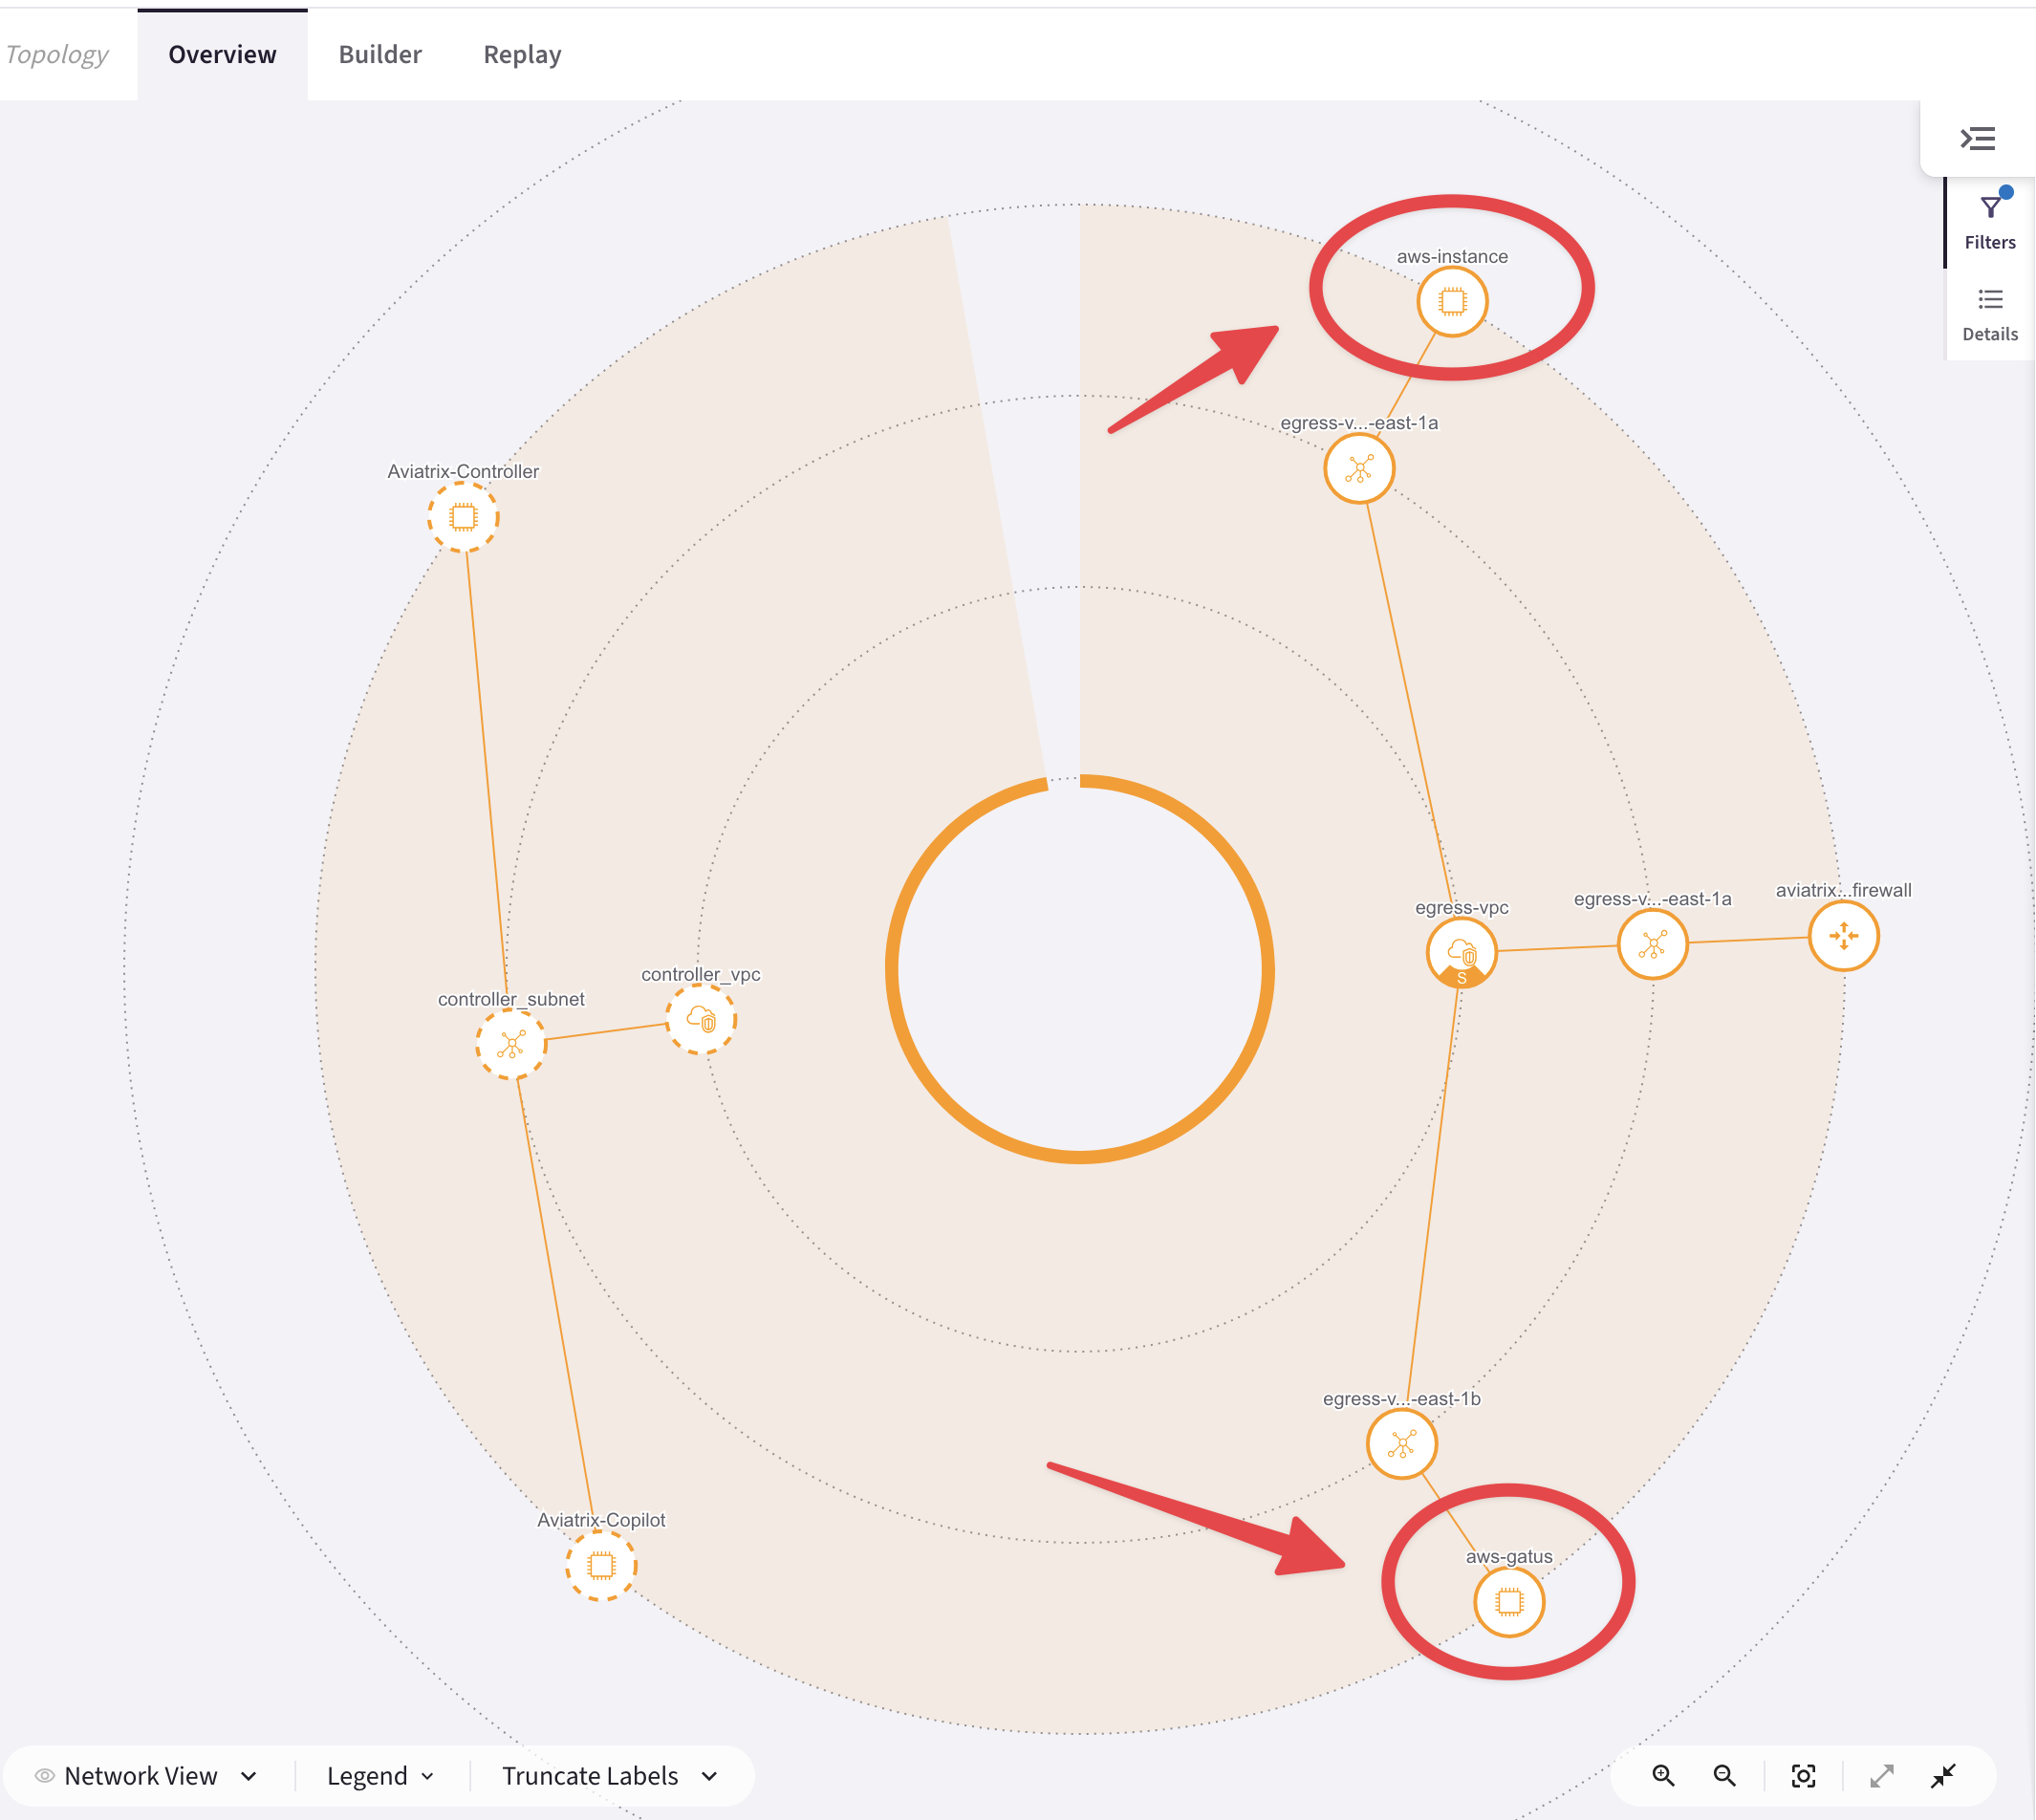 Topology
Overview
Builder
Replay
Filters
Details
aws-instance
egress-v...-east-1a
Aviatrix-Controller
aviatrix...firewall
egress-v...-east-1a
egress-vpc
S
controller_vpc
controller_subnet
egress-v...-east-1b
Aviatrix-Copilot
aws-gatus
Network View
Legend
Truncate Labels